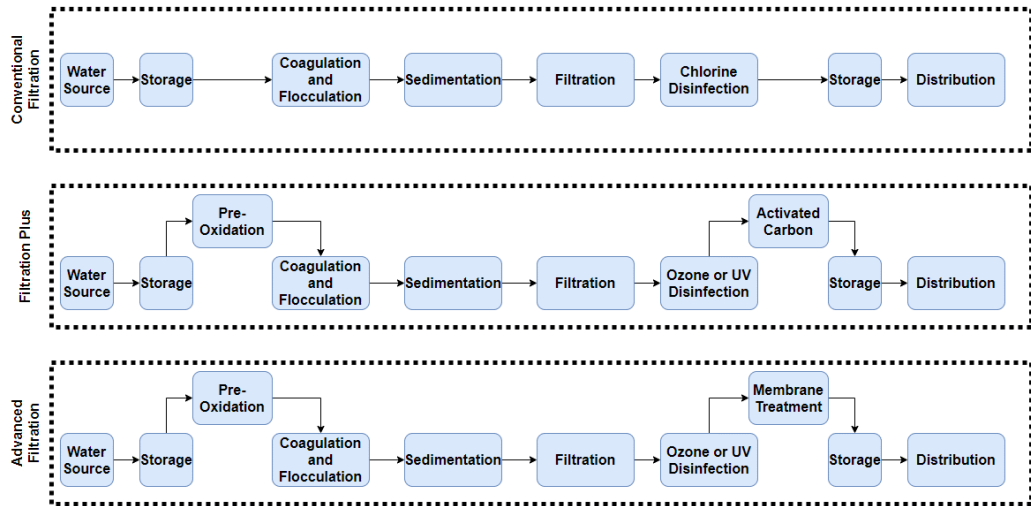 Conventional
Filtration
Water
Source
Storage
Coagulation
and
Flocculation
Sedimentation
Filtration
Chlorine
Disinfection
Storage
Distribution
Filtration Plus
Water
Source
Storage
Pre-
Oxidation
Coagulation
and
Flocculation
Sedimentation
Filtration
Ozone or UV
Disinfection
Activated
Carbon
Storage
Distribution
Advanced
Filtration
Water
Source
Storage
Pre-
Oxidation
Coagulation
and
Flocculation
Sedimentation
Filtration
Ozone or UV
Disinfection
Membrane
Treatment
Storage
Distribution